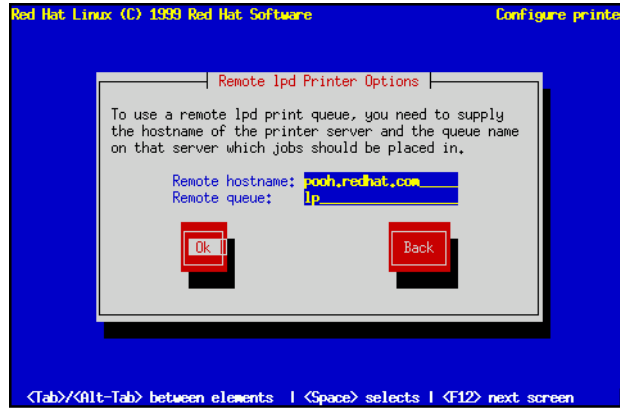 Red Hat Linux (C) 1999 Red Hat Software Configure printe
Remote lpd Printer Options
To use a remote lpd print queue, you need to supply
the hostname of the printer server and the queue name
on that server which jobs should be placed in.
Remote hostname: pooh.redhat.com_____
Remote queue: lp__________________
Ok Back
<Tab>/<Alt-Tab> between elements | <Space> selects | <F12> next screen